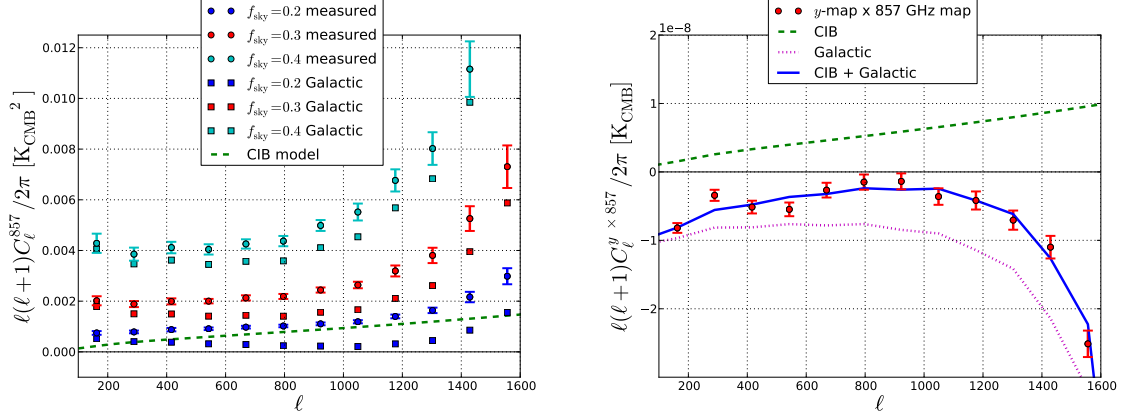 f_sky=0.2 measured
f_sky=0.3 measured
f_sky=0.4 measured
f_sky=0.2 Galactic
f_sky=0.3 Galactic
f_sky=0.4 Galactic
CIB model
0.012
0.010
0.008
0.006
0.004
0.002
0.000
ℓ(ℓ+1)C_ℓ^857/2π [K_CMB^2]
200 400 600 800 1000 1200 1400 1600
ℓ
y-map x 857 GHz map
CIB
Galactic
CIB + Galactic
1e−8
2
1
0
−1
−2
ℓ(ℓ+1)C_ℓ^{y × 857}/2π [K_CMB]
200 400 600 800 1000 1200 1400 1600
ℓ